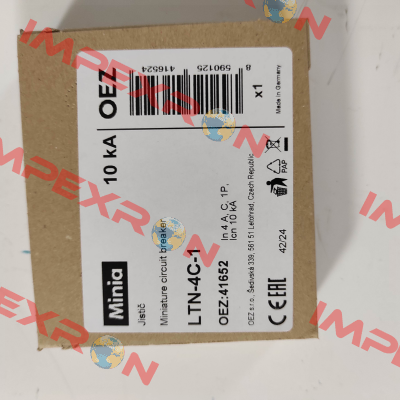 Minia
10 kA
OEZ
Jistič
Miniature circuit breaker
8 590125 416524
LTN-4C-1
x1
OEZ:41652
In 4 A, C, 1P,
Icn 10 kA
Made in Germany
OEZ s.r.o., Šedivská 339, 561 51 Letohrad, Czech Republic
PAP
CE EAC
42/24
IMPEXRON
IMPEXRON
IMPEXRON